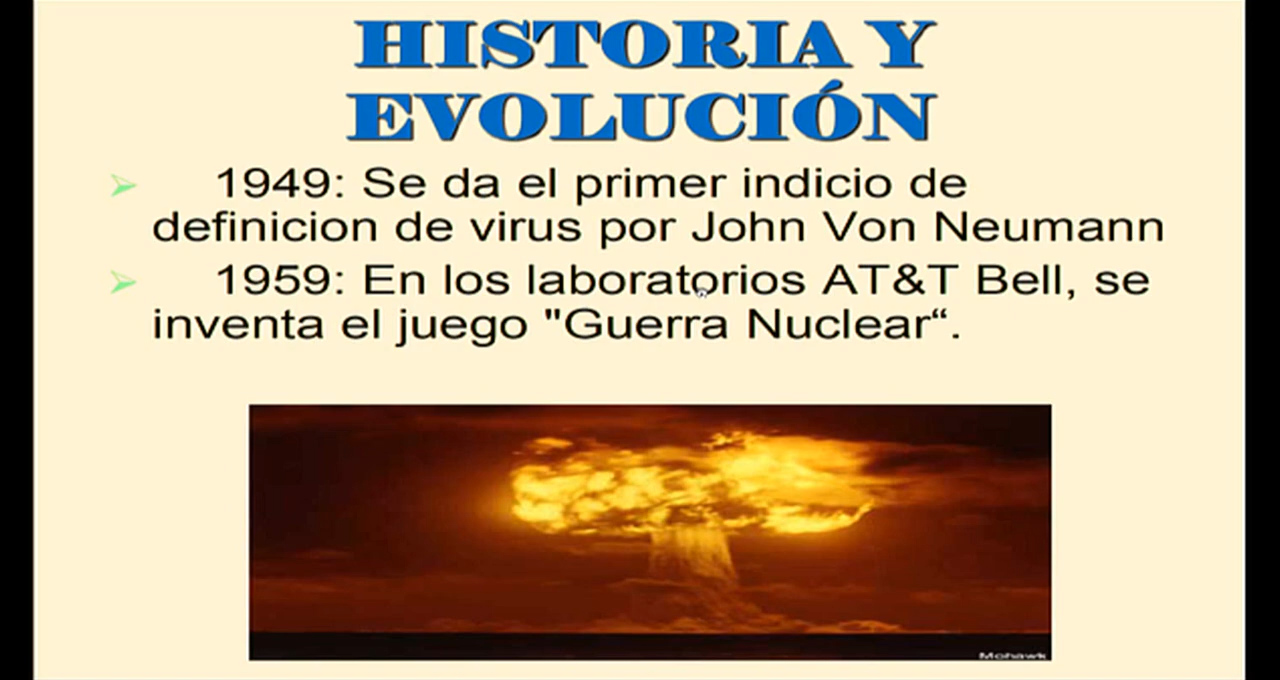 HISTORIA Y
EVOLUCIÓN
1949: Se da el primer indicio de
definicion de virus por John Von Neumann
1959: En los laboratorios AT&T Bell, se
inventa el juego "Guerra Nuclear“.
Mohawk